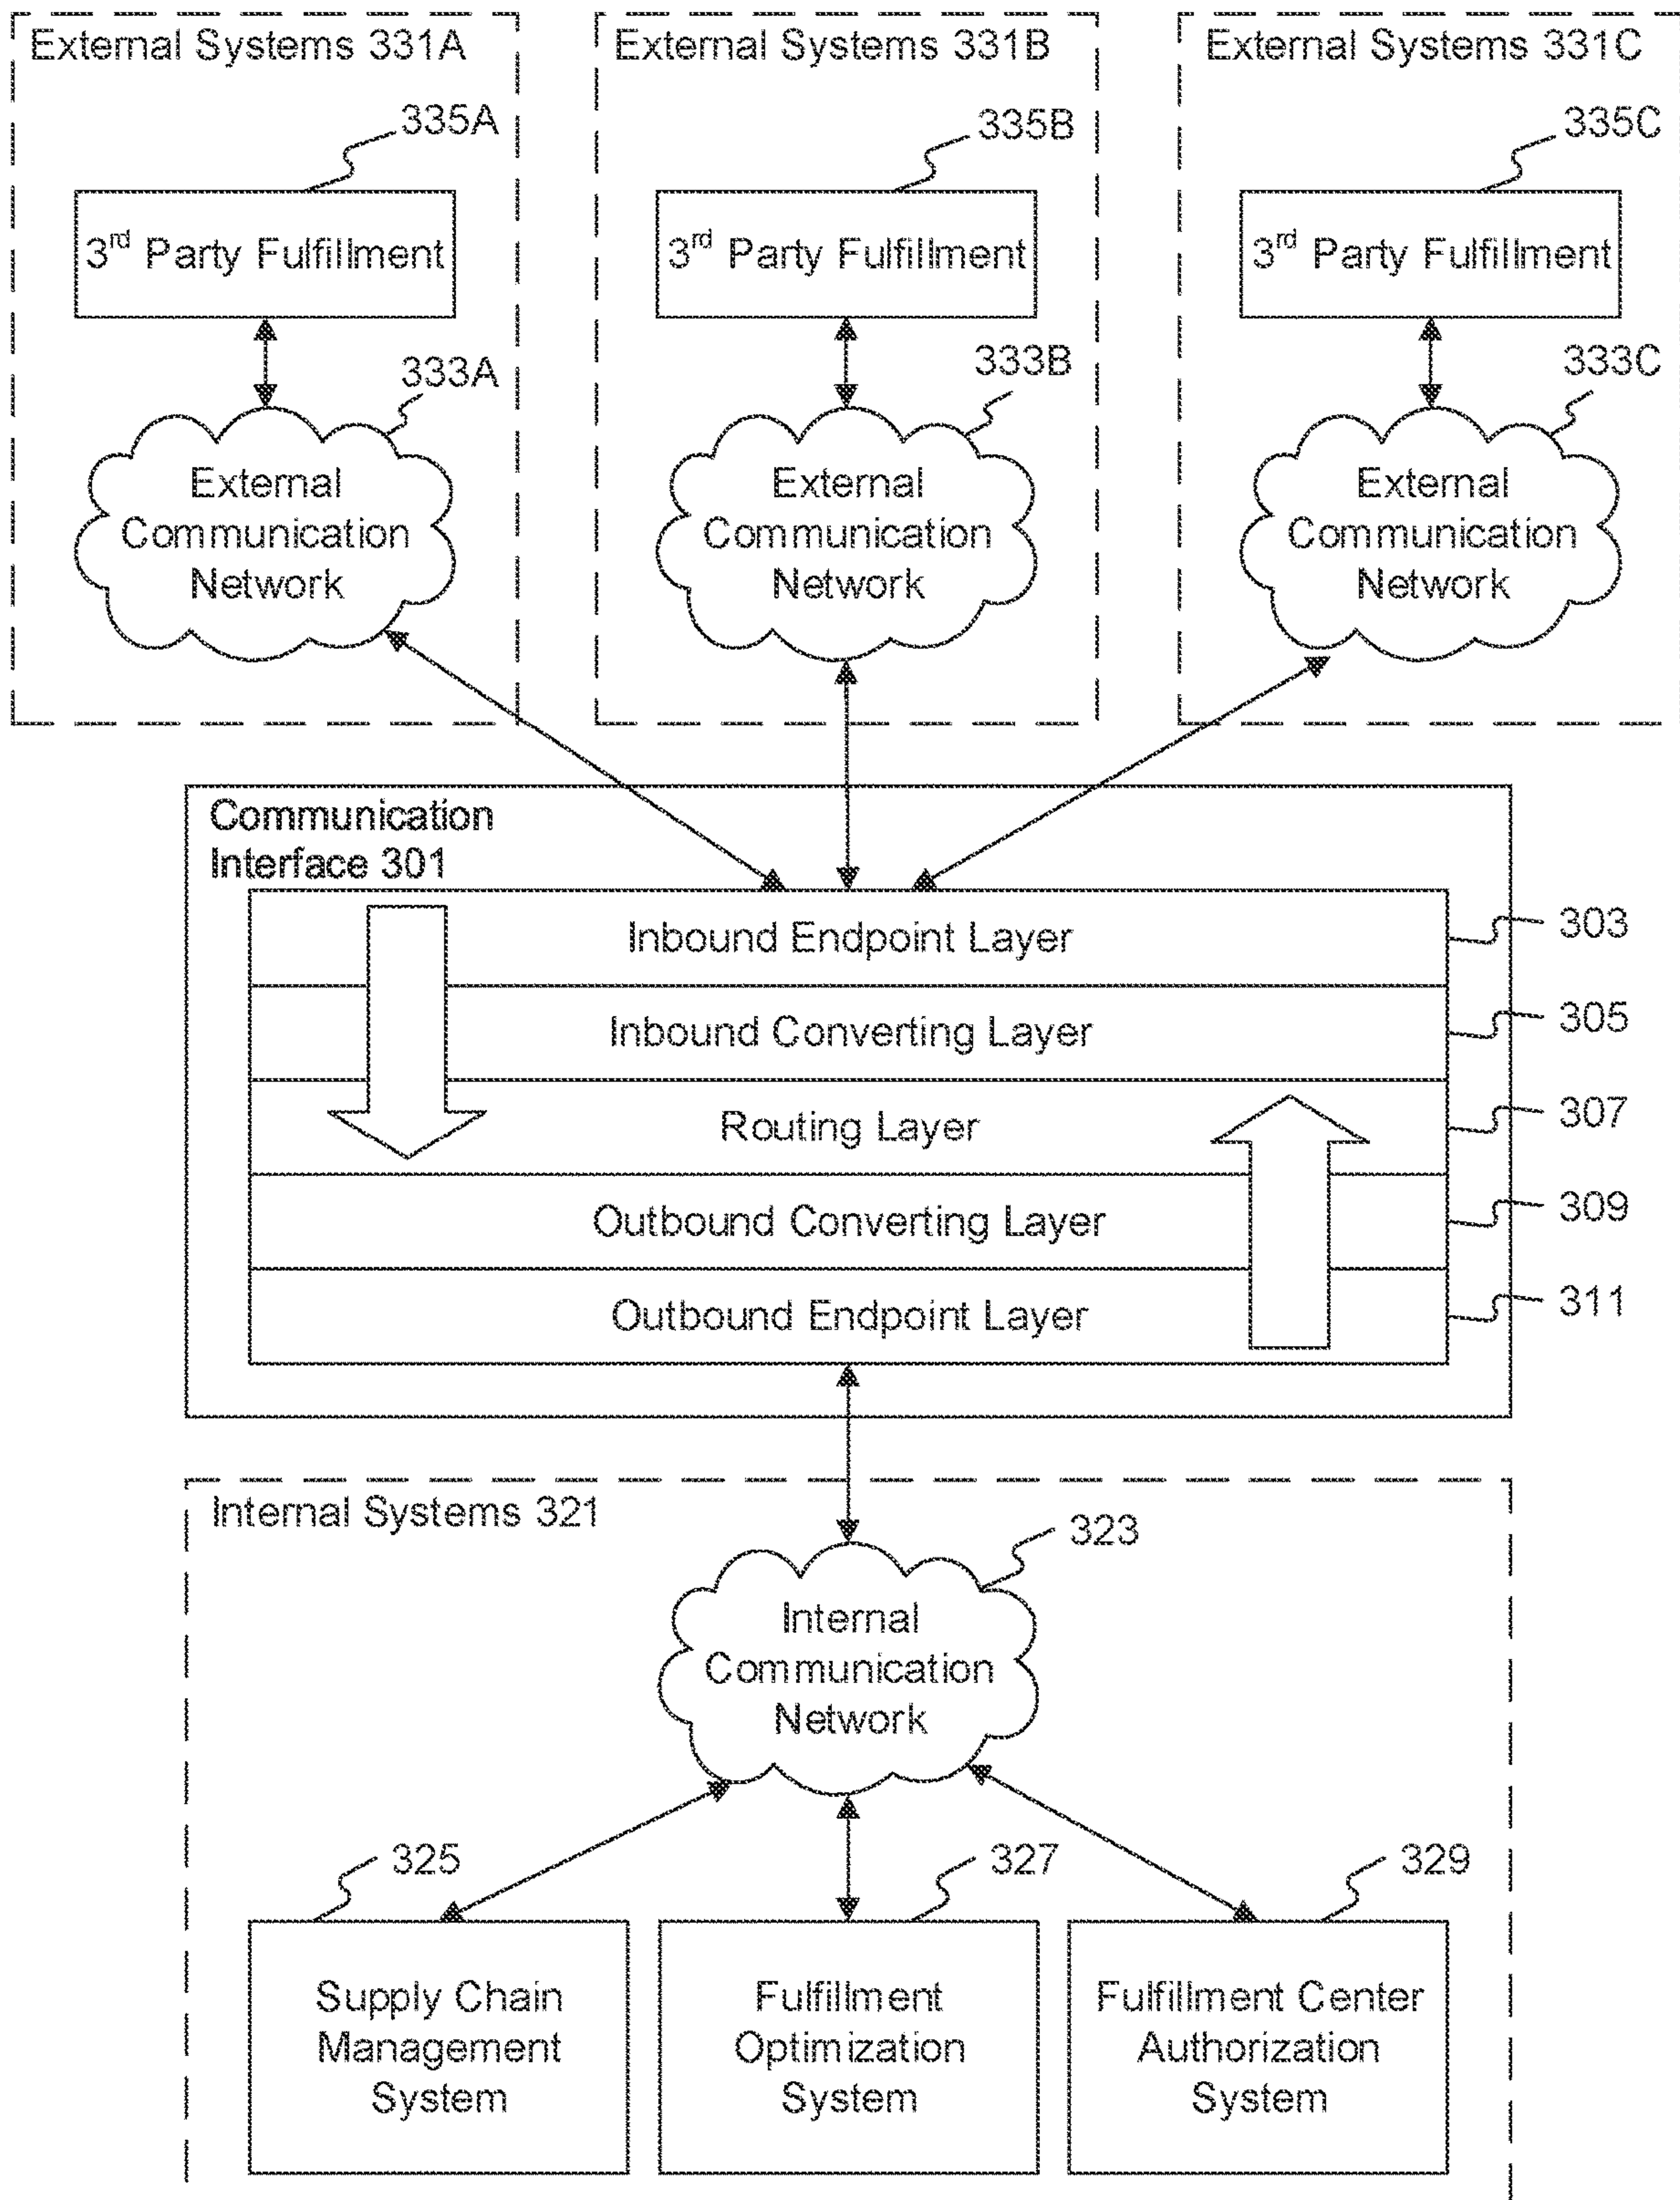 External Systems 331A
External Systems 331B
External Systems 331C
335A
335B
335C
3rd Party Fulfillment
3rd Party Fulfillment
3rd Party Fulfillment
333A
333B
333C
External
Communication
Network
External
Communication
Network
External
Communication
Network
Communication
Interface 301
Inbound Endpoint Layer
303
Inbound Converting Layer
305
Routing Layer
307
Outbound Converting Layer
309
Outbound Endpoint Layer
311
Internal Systems 321
323
Internal
Communication
Network
325
327
329
Supply Chain
Management
System
Fulfillment
Optimization
System
Fulfillment Center
Authorization
System